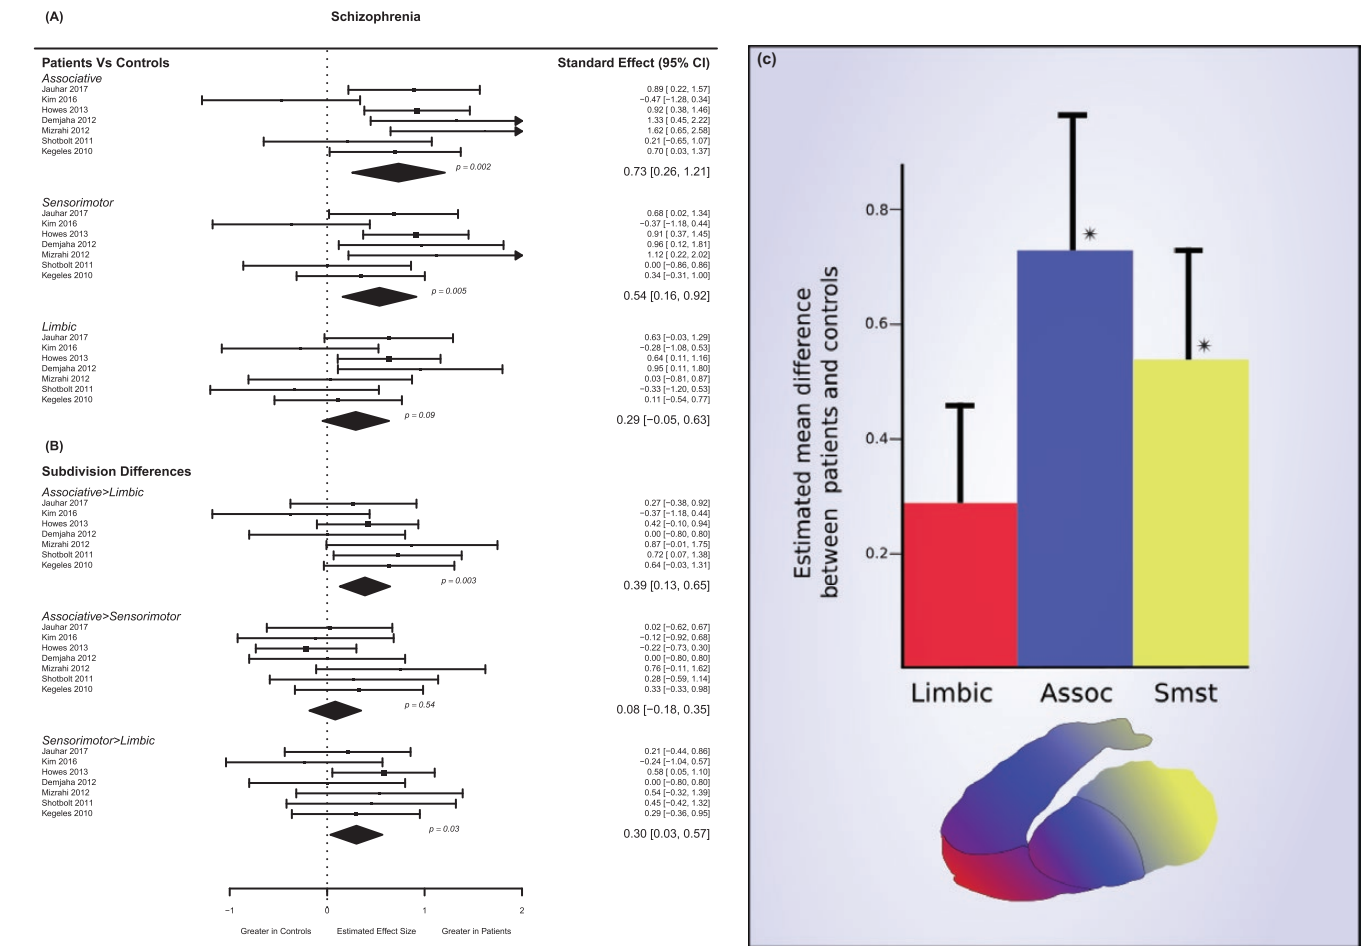 (A)
Schizophrenia
Patients Vs Controls Standard Effect (95% CI)
Associative
Jauhar 2017 0.89 [ 0.22, 1.57]
Kim 2016 −0.47 [−1.28, 0.34]
Howes 2013 0.92 [ 0.38, 1.46]
Demjaha 2012 1.33 [ 0.45, 2.22]
Mizrahi 2012 1.62 [ 0.65, 2.58]
Shotbolt 2011 0.21 [−0.65, 1.07]
Kegeles 2010 0.70 [ 0.03, 1.37]
p = 0.002
0.73 [0.26, 1.21]
Sensorimotor
Jauhar 2017 0.68 [ 0.02, 1.34]
Kim 2016 −0.37 [−1.18, 0.44]
Howes 2013 0.91 [ 0.37, 1.45]
Demjaha 2012 0.96 [ 0.12, 1.81]
Mizrahi 2012 1.12 [ 0.22, 2.02]
Shotbolt 2011 0.00 [−0.86, 0.86]
Kegeles 2010 0.34 [−0.31, 1.00]
p = 0.005
0.54 [0.16, 0.92]
Limbic
Jauhar 2017 0.63 [−0.03, 1.29]
Kim 2016 −0.28 [−1.08, 0.53]
Howes 2013 0.64 [ 0.11, 1.16]
Demjaha 2012 0.95 [ 0.11, 1.80]
Mizrahi 2012 0.03 [−0.81, 0.87]
Shotbolt 2011 −0.33 [−1.20, 0.53]
Kegeles 2010 0.11 [−0.54, 0.77]
p = 0.09
0.29 [−0.05, 0.63]
(B)
Subdivision Differences
Associative>Limbic
Jauhar 2017 0.27 [−0.38, 0.92]
Kim 2016 −0.37 [−1.18, 0.44]
Howes 2013 0.42 [−0.10, 0.94]
Demjaha 2012 0.00 [−0.80, 0.80]
Mizrahi 2012 0.87 [−0.01, 1.75]
Shotbolt 2011 0.72 [ 0.07, 1.38]
Kegeles 2010 0.64 [−0.03, 1.31]
p = 0.003
0.39 [0.13, 0.65]
Associative>Sensorimotor
Jauhar 2017 0.02 [−0.62, 0.67]
Kim 2016 −0.12 [−0.92, 0.68]
Howes 2013 −0.22 [−0.73, 0.30]
Demjaha 2012 0.00 [−0.80, 0.80]
Mizrahi 2012 0.76 [−0.11, 1.62]
Shotbolt 2011 0.28 [−0.59, 1.14]
Kegeles 2010 0.33 [−0.33, 0.98]
p = 0.54
0.08 [−0.18, 0.35]
Sensorimotor>Limbic
Jauhar 2017 0.21 [−0.44, 0.86]
Kim 2016 −0.24 [−1.04, 0.57]
Howes 2013 0.58 [ 0.05, 1.10]
Demjaha 2012 0.00 [−0.80, 0.80]
Mizrahi 2012 0.54 [−0.32, 1.39]
Shotbolt 2011 0.45 [−0.42, 1.32]
Kegeles 2010 0.29 [−0.36, 0.95]
p = 0.03
0.30 [0.03, 0.57]
−1 0 1 2
Greater in Controls Estimated Effect Size Greater in Patients
(c)
Estimated mean difference
between patients and controls
0.8
0.6
0.4
0.2
Limbic Assoc Smst